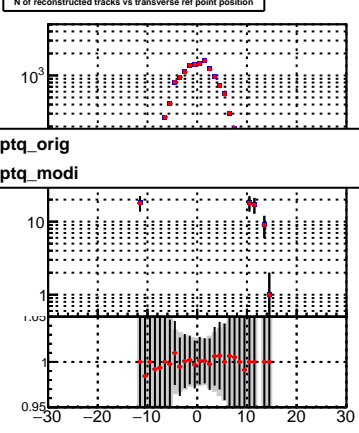 N of reconstructed tracks vs transverse ref point position
10³
ptq_orig
ptq_modi
10
1
1.05
1
0.95
−30 −20 −10 0 10 20 30